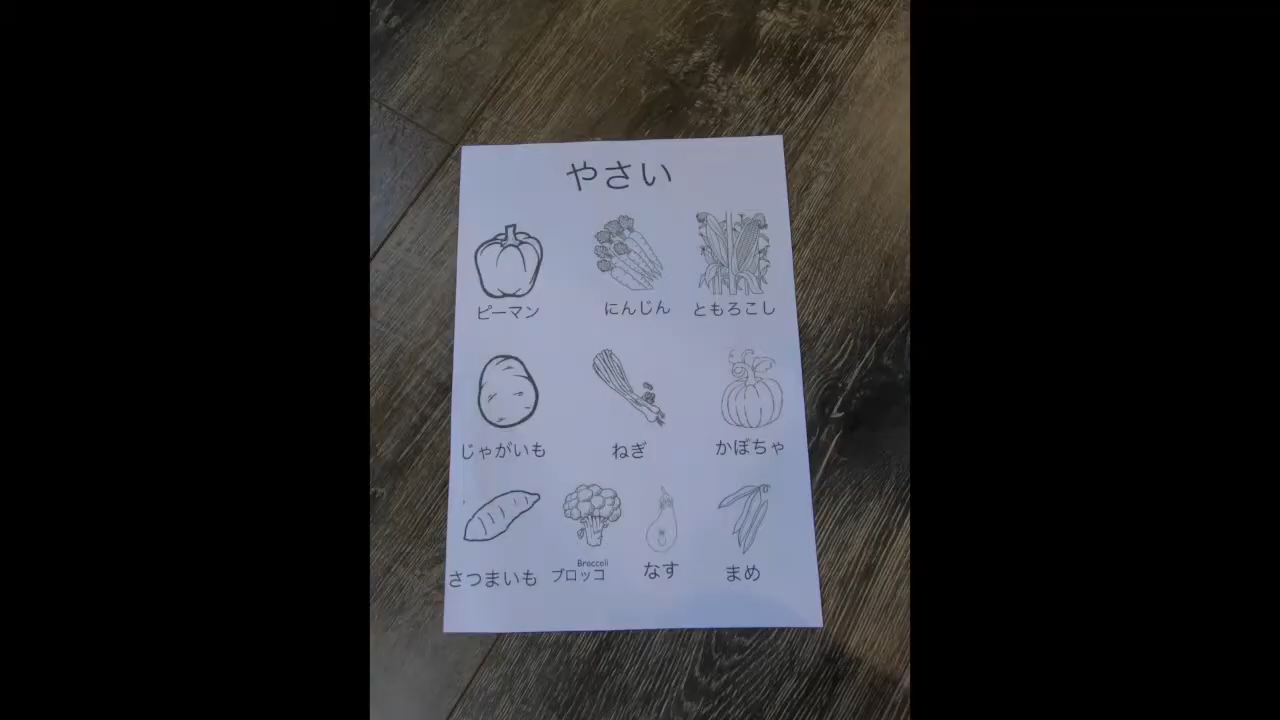 やさい
ピーマン にんじん ともろこし
じゃがいも ねぎ かぼちゃ
Broccoli
さつまいも ブロッコ なす まめ